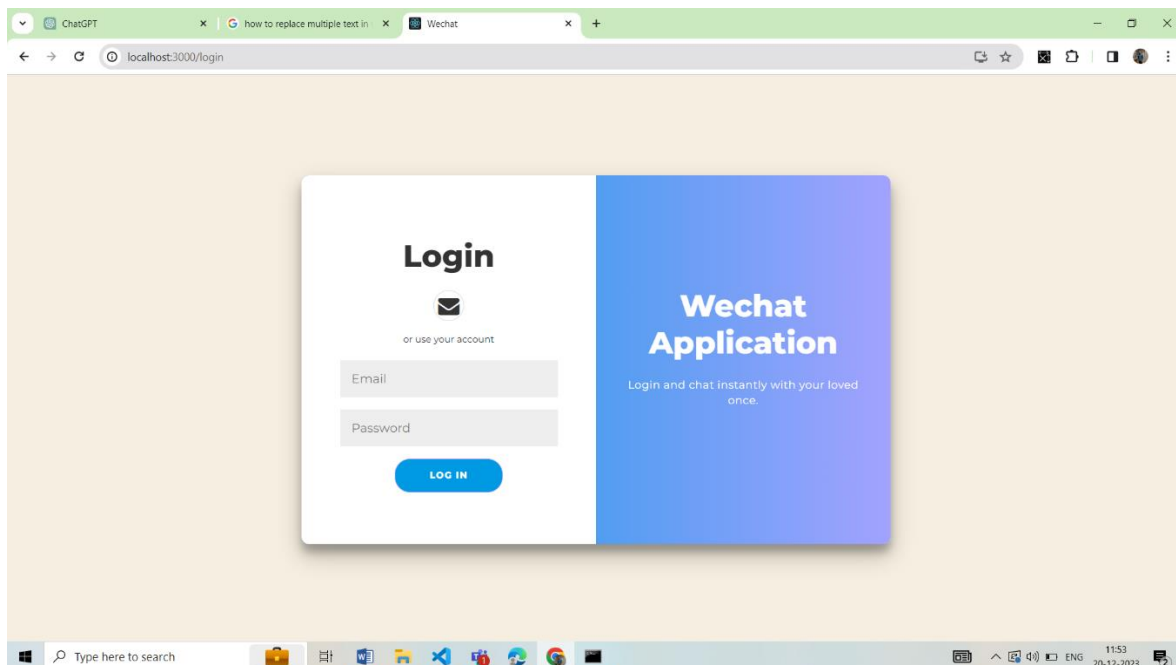 ChatGPT
how to replace multiple text in
Wechat
localhost:3000/login
Login
or use your account
Email
Password
LOG IN
Wechat
Application
Login and chat instantly with your loved
once.
Type here to search
ENG
11:53
20-12-2023